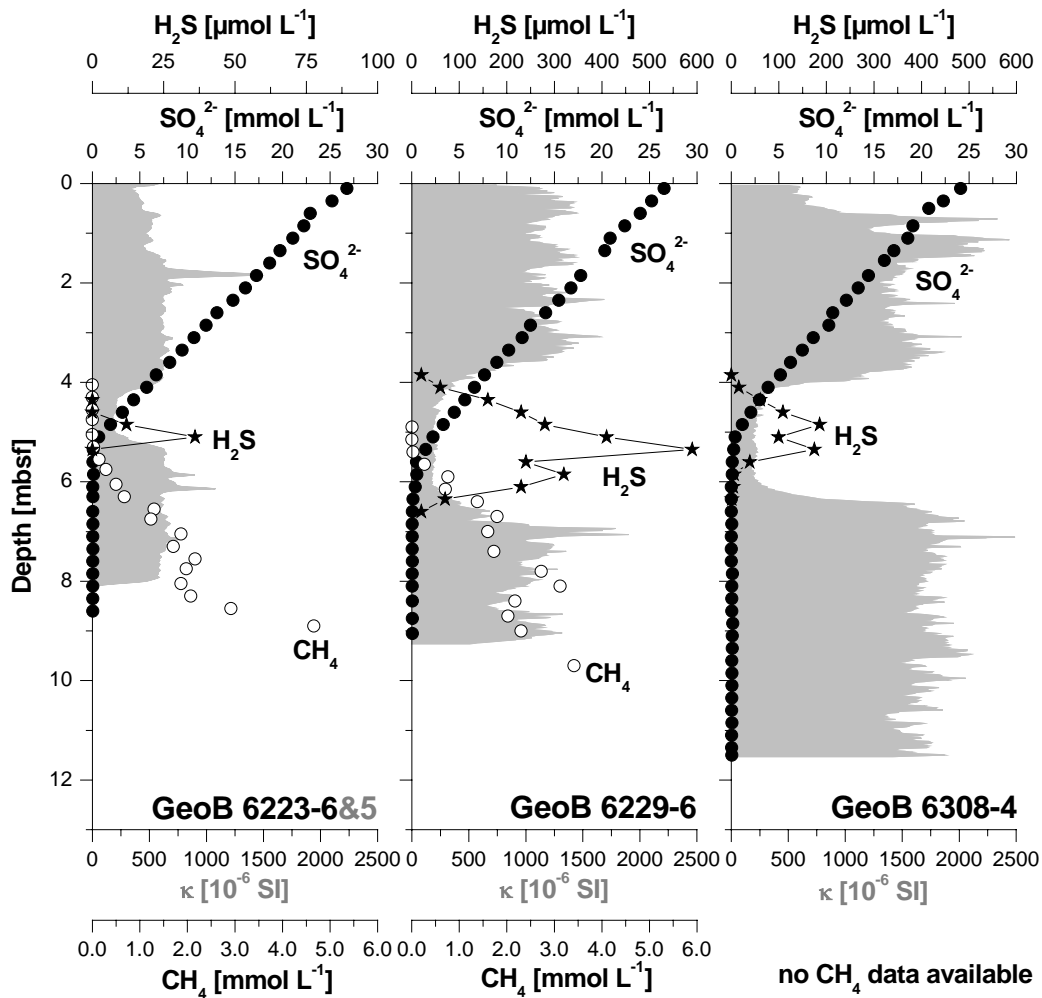 H₂S [µmol L⁻¹] H₂S [µmol L⁻¹] H₂S [µmol L⁻¹]
0 25 50 75 100 0 100 200 300 400 500 600 0 100 200 300 400 500 600
SO₄²⁻ [mmol L⁻¹] SO₄²⁻ [mmol L⁻¹] SO₄²⁻ [mmol L⁻¹]
0 5 10 15 20 25 30 0 5 10 15 20 25 30 0 5 10 15 20 25 30
0
2
4
6
8
10
12
Depth [mbsf]
SO₄²⁻
H₂S
CH₄
GeoB 6223-6&5
SO₄²⁻
H₂S
CH₄
GeoB 6229-6
SO₄²⁻
H₂S
GeoB 6308-4
0 500 1000 1500 2000 2500 0 500 1000 1500 2000 2500 0 500 1000 1500 2000 2500
κ [10⁻⁶ SI] κ [10⁻⁶ SI] κ [10⁻⁶ SI]
0.0 1.0 2.0 3.0 4.0 5.0 6.0 0.0 1.0 2.0 3.0 4.0 5.0 6.0
CH₄ [mmol L⁻¹] CH₄ [mmol L⁻¹] no CH₄ data available